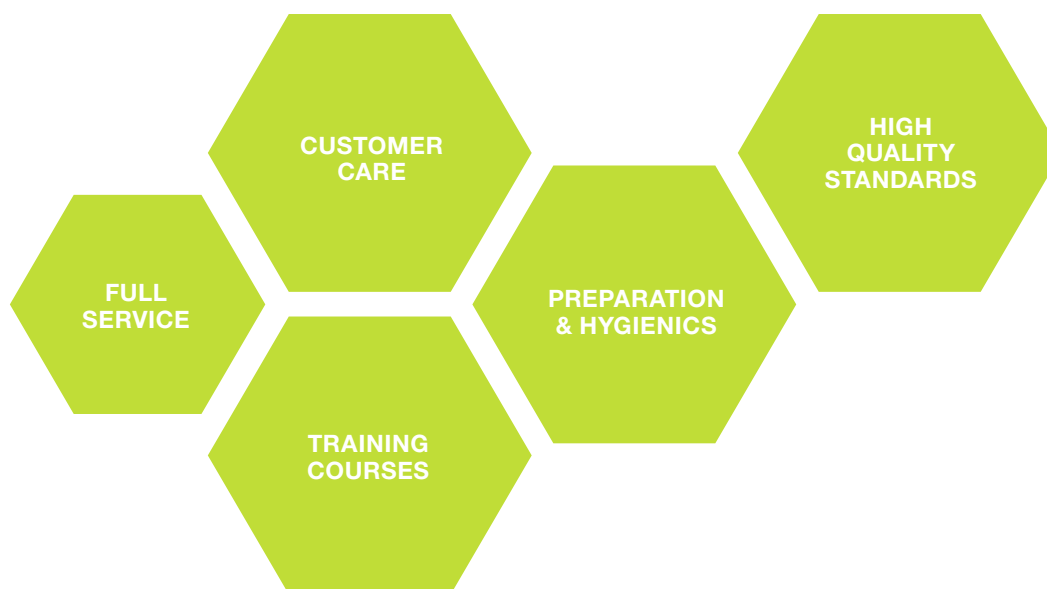 CUSTOMER
CARE
HIGH
QUALITY
STANDARDS
FULL
SERVICE
PREPARATION
& HYGIENICS
TRAINING
COURSES